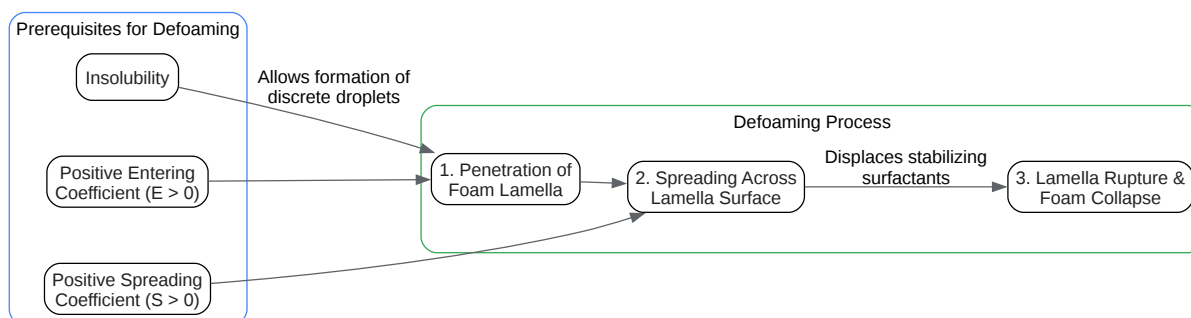 Prerequisites for Defoaming
Insolubility
Allows formation of
discrete droplets
Positive Entering
Coefficient (E > 0)
Positive Spreading
Coefficient (S > 0)
Defoaming Process
1. Penetration of
Foam Lamella
2. Spreading Across
Lamella Surface
Displaces stabilizing
surfactants
3. Lamella Rupture &
Foam Collapse